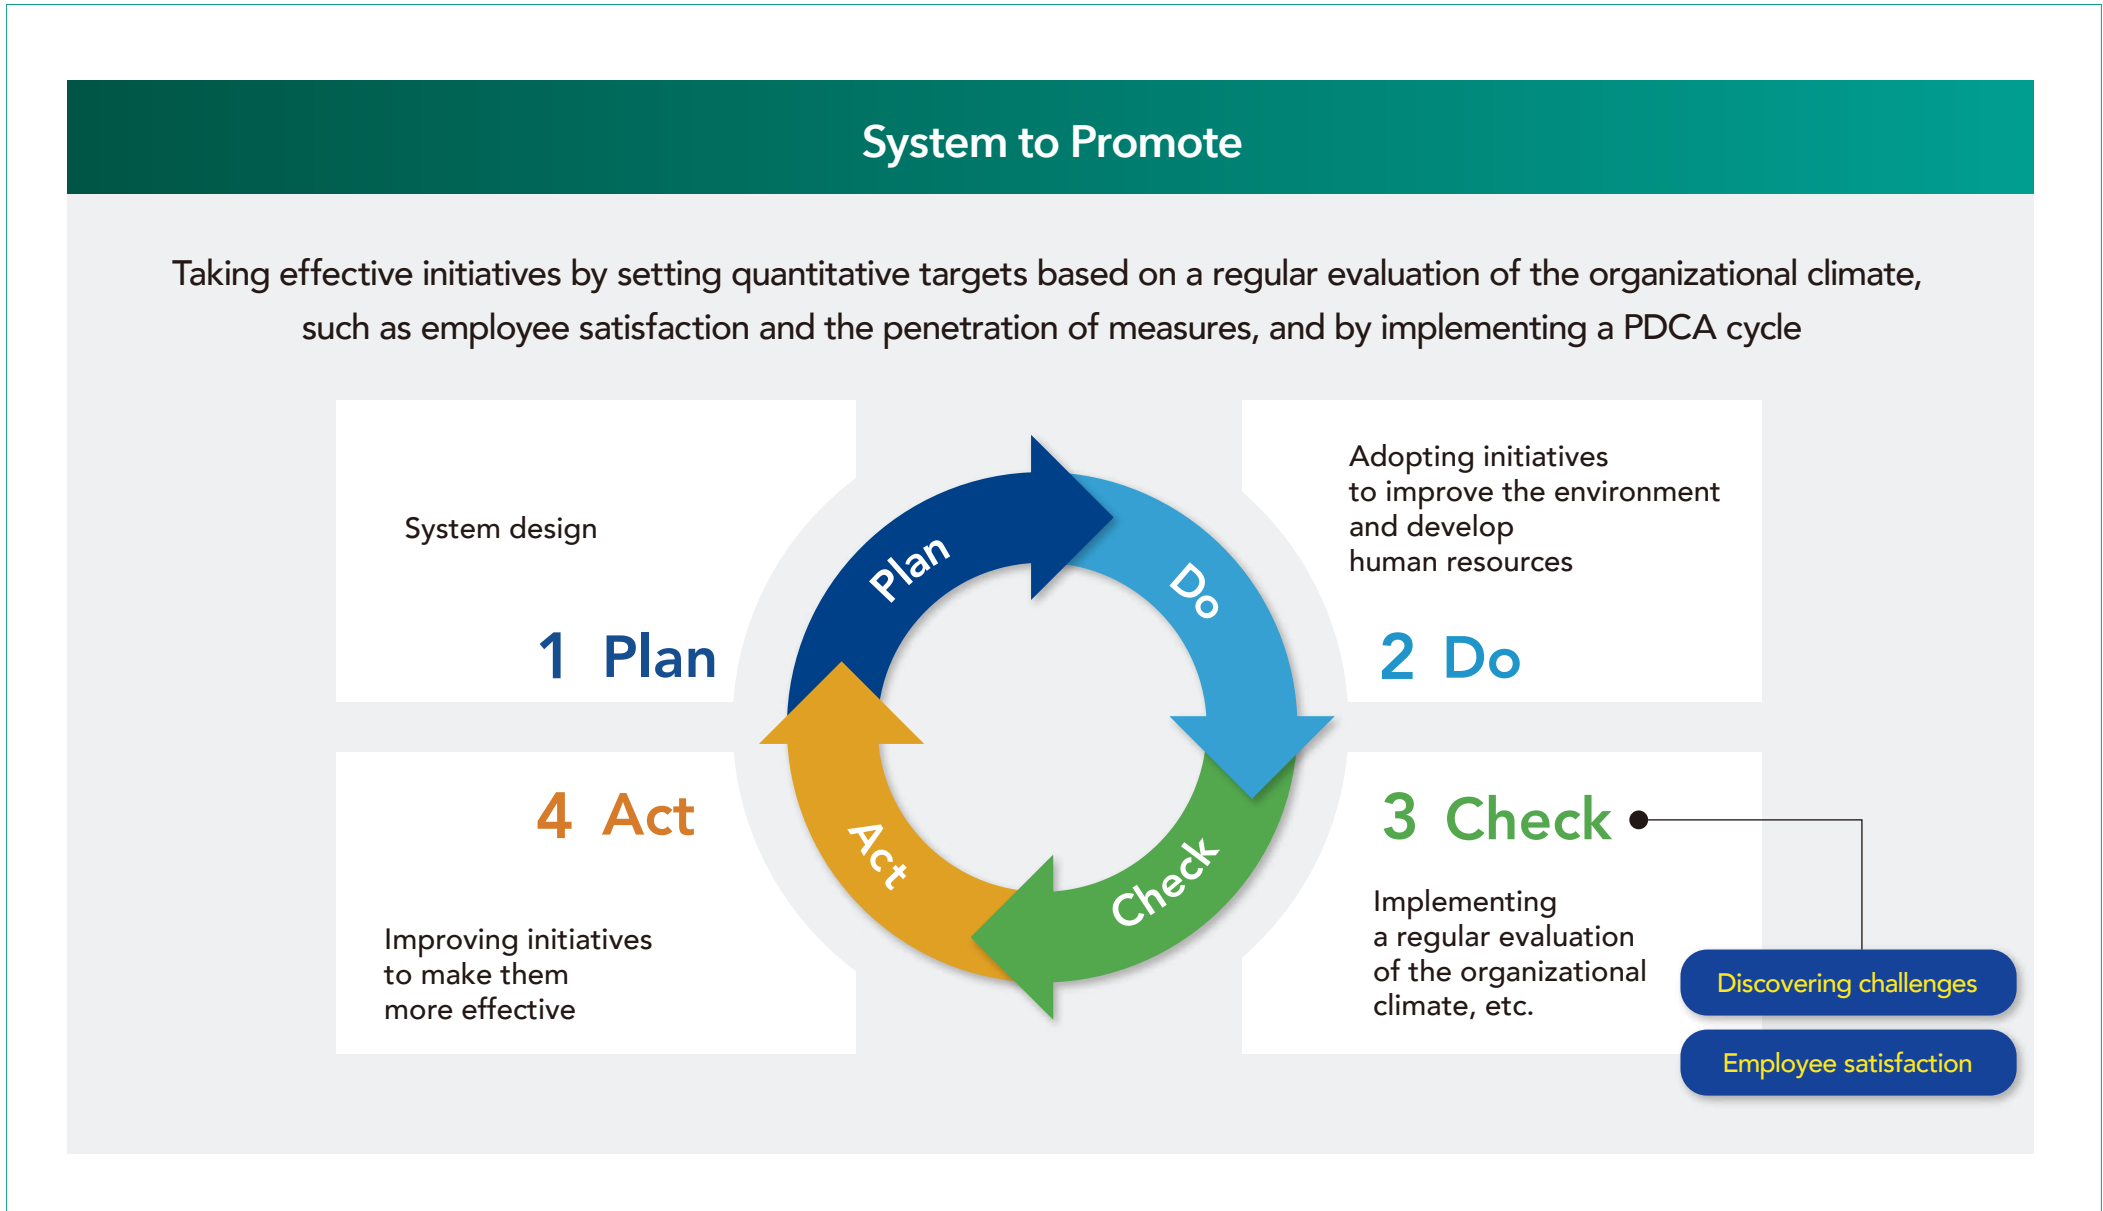 System to Promote
Taking effective initiatives by setting quantitative targets based on a regular evaluation of the organizational climate,
such as employee satisfaction and the penetration of measures, and by implementing a PDCA cycle
System design
1 Plan
Adopting initiatives
to improve the environment
and develop
human resources
2 Do
Plan
Do
Check
Act
4 Act
Improving initiatives
to make them
more effective
3 Check
Implementing
a regular evaluation
of the organizational
climate, etc.
Discovering challenges
Employee satisfaction